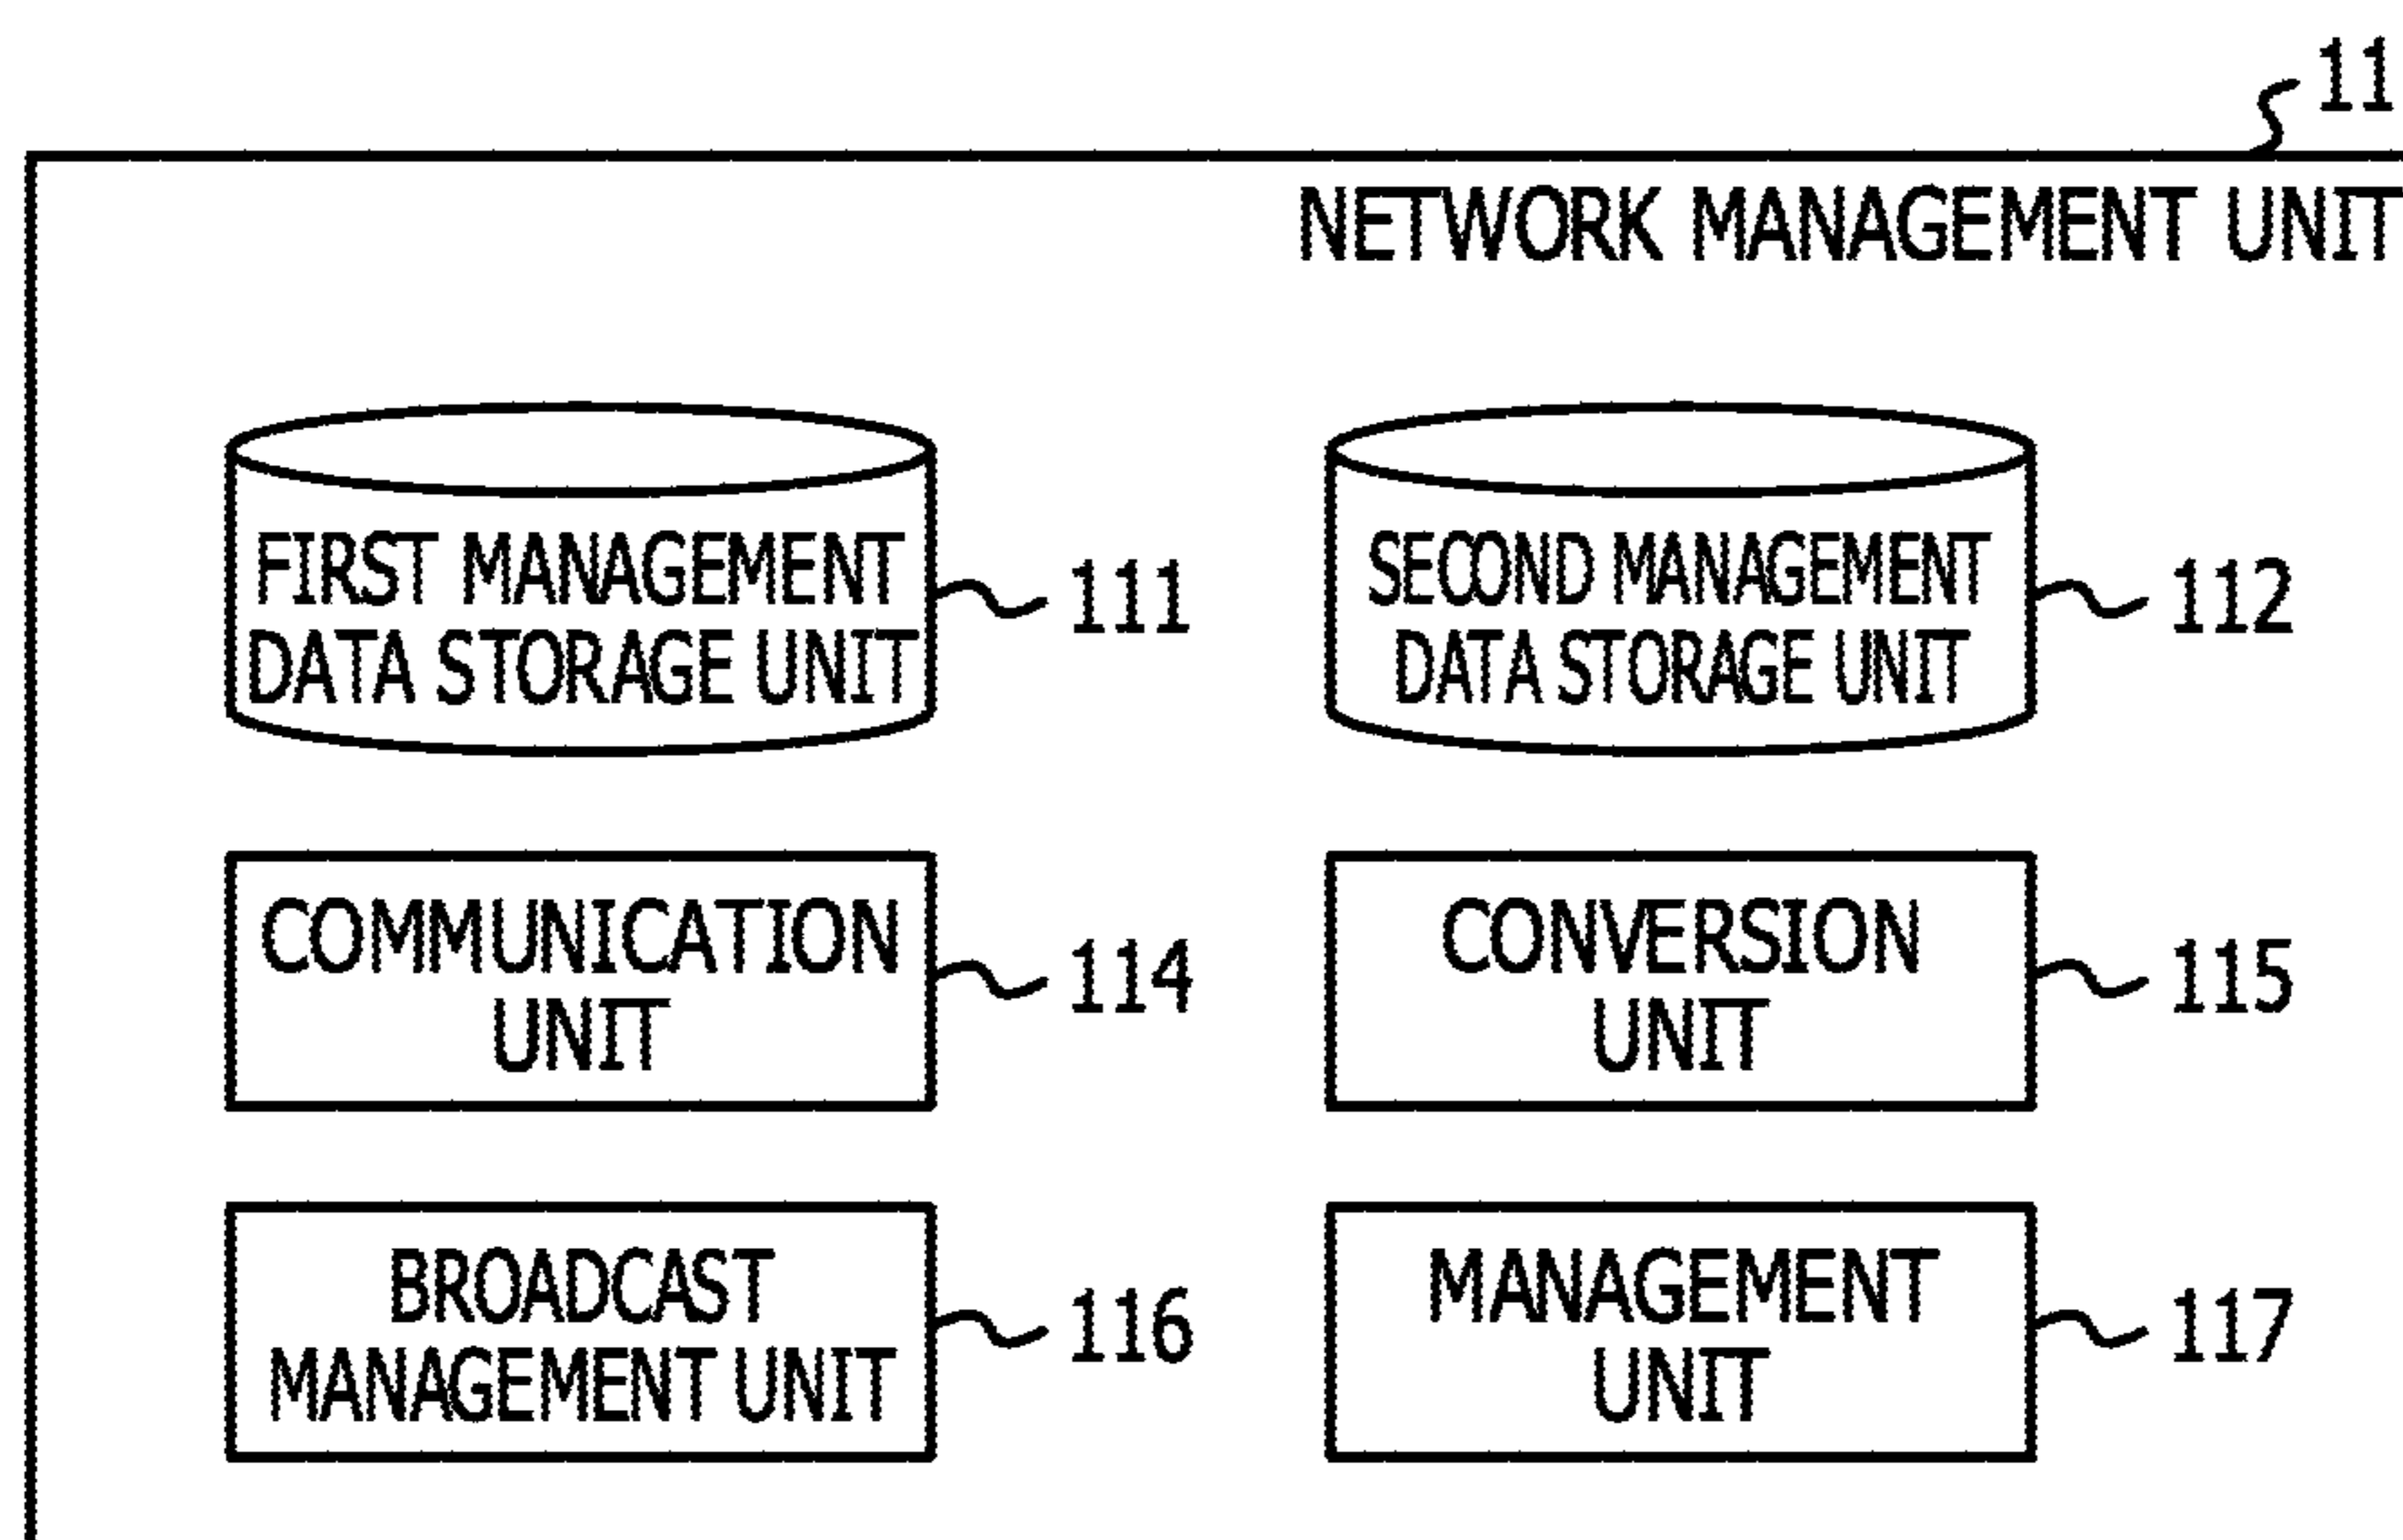 11
NETWORK MANAGEMENT UNIT
FIRST MANAGEMENT
DATA STORAGE UNIT
111
SECOND MANAGEMENT
DATA STORAGE UNIT
112
COMMUNICATION
UNIT
114
CONVERSION
UNIT
115
BROADCAST
MANAGEMENT UNIT
116
MANAGEMENT
UNIT
117